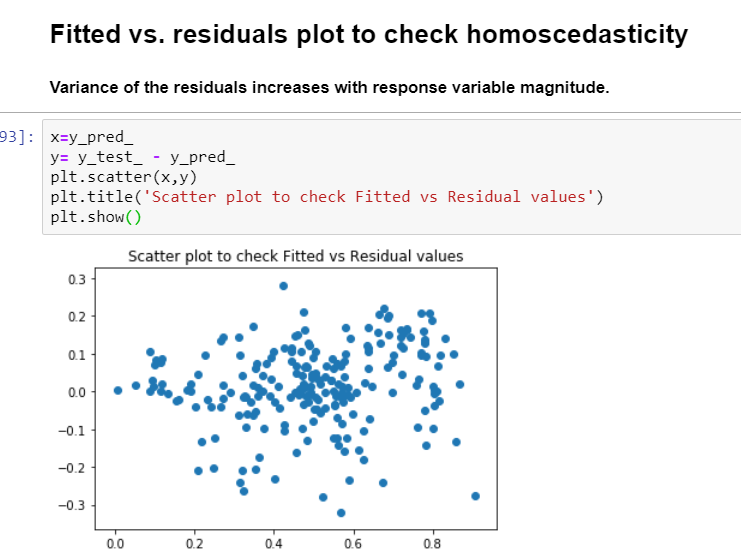 Fitted vs. residuals plot to check homoscedasticity
Variance of the residuals increases with response variable magnitude.
93]: x=y_pred_
y= y_test_ - y_pred_
plt.scatter(x,y)
plt.title('Scatter plot to check Fitted vs Residual values')
plt.show()
Scatter plot to check Fitted vs Residual values
0.3
0.2
0.1
0.0
−0.1
−0.2
−0.3
0.0 0.2 0.4 0.6 0.8